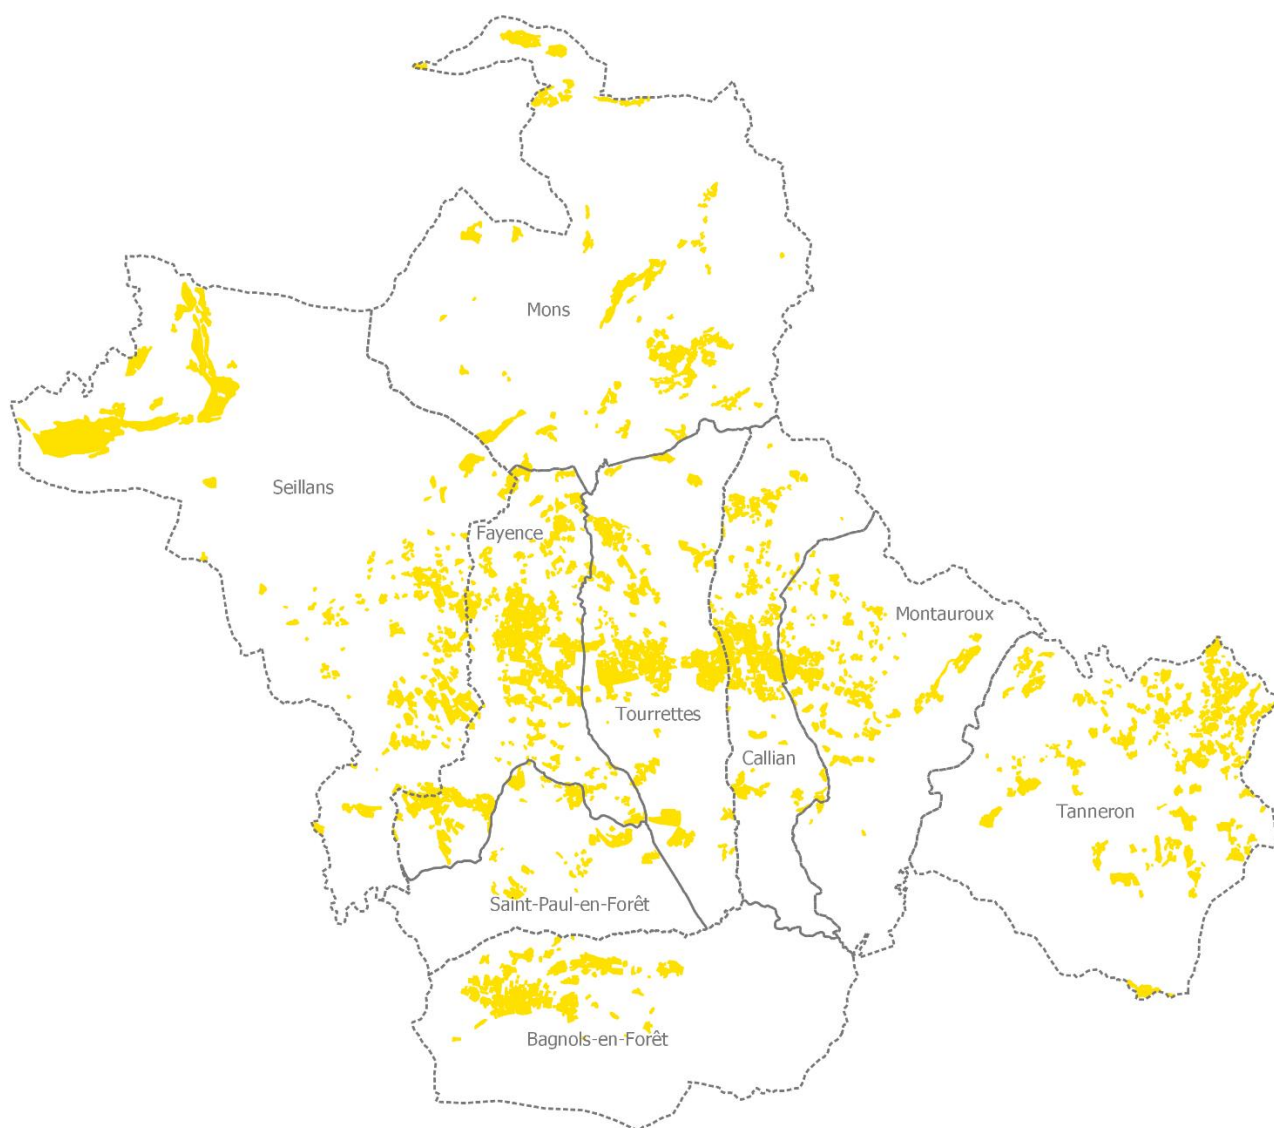 Mons
Seillans
Fayence
Montauroux
Tourrettes
Callian
Tanneron
Saint-Paul-en-Forêt
Bagnols-en-Forêt